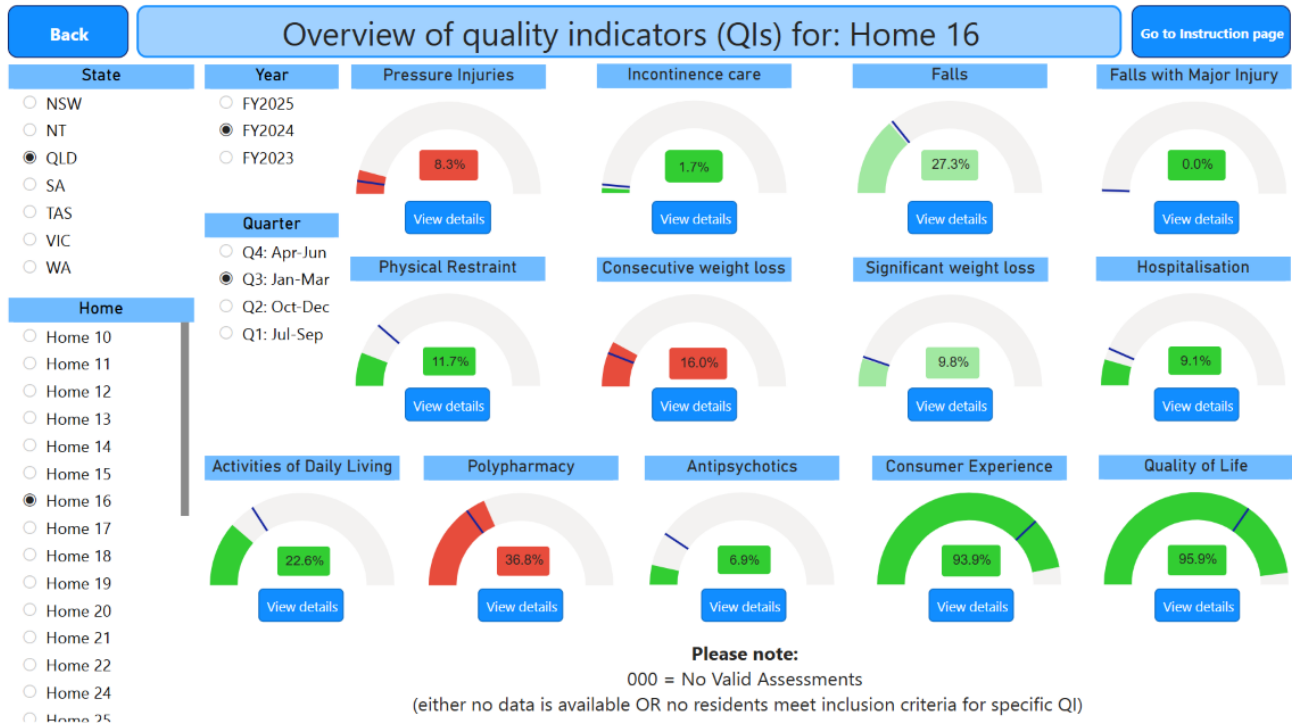 Back
Overview of quality indicators (QIs) for: Home 16
Go to Instruction page
State
NSW
NT
QLD
SA
TAS
VIC
WA
Year
FY2025
FY2024
FY2023
Quarter
Q4: Apr-Jun
Q3: Jan-Mar
Q2: Oct-Dec
Q1: Jul-Sep
Home
Home 10
Home 11
Home 12
Home 13
Home 14
Home 15
Home 16
Home 17
Home 18
Home 19
Home 20
Home 21
Home 22
Home 24
Home 25
Pressure Injuries
8.3%
View details
Incontinence care
1.7%
View details
Falls
27.3%
View details
Falls with Major Injury
0.0%
View details
Physical Restraint
11.7%
View details
Consecutive weight loss
16.0%
View details
Significant weight loss
9.8%
View details
Hospitalisation
9.1%
View details
Activities of Daily Living
22.6%
View details
Polypharmacy
36.8%
View details
Antipsychotics
6.9%
View details
Consumer Experience
93.9%
View details
Quality of Life
95.9%
View details
Please note:
000 = No Valid Assessments
(either no data is available OR no residents meet inclusion criteria for specific QI)